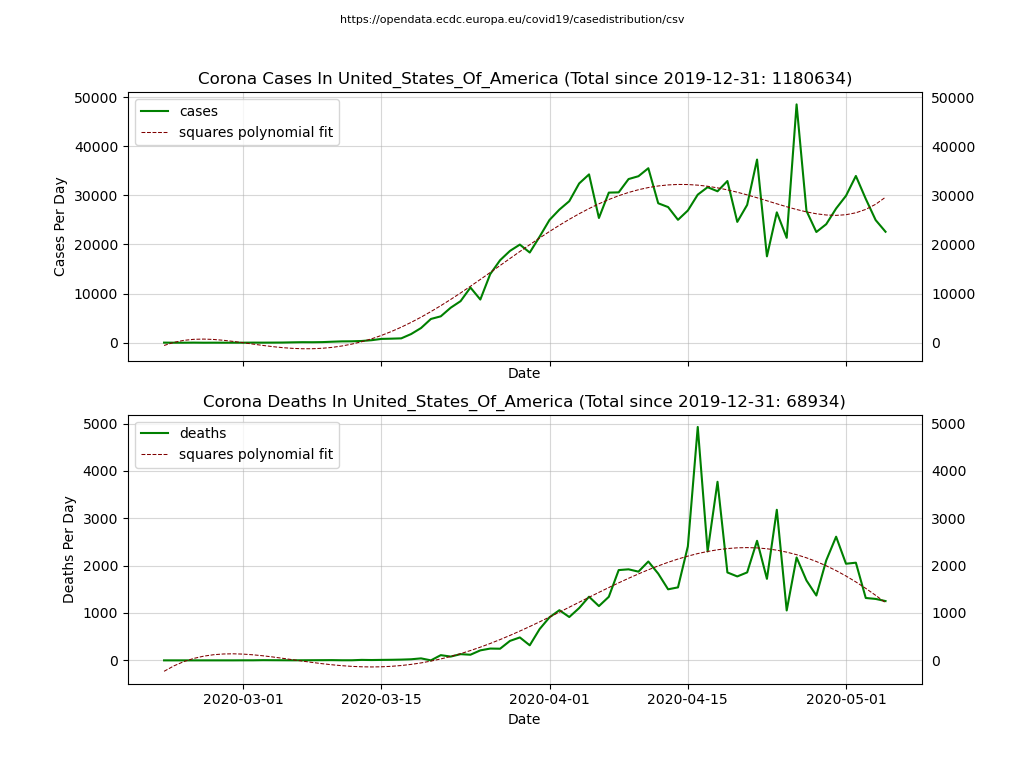 https://opendata.ecdc.europa.eu/covid19/casedistribution/csv
Corona Cases In United_States_Of_America (Total since 2019-12-31: 1180634)
cases
squares polynomial fit
Cases Per Day
50000
40000
30000
20000
10000
0
50000
40000
30000
20000
10000
0
Date
Corona Deaths In United_States_Of_America (Total since 2019-12-31: 68934)
deaths
squares polynomial fit
Deaths Per Day
5000
4000
3000
2000
1000
0
5000
4000
3000
2000
1000
0
2020-03-01 2020-03-15 2020-04-01 2020-04-15 2020-05-01
Date